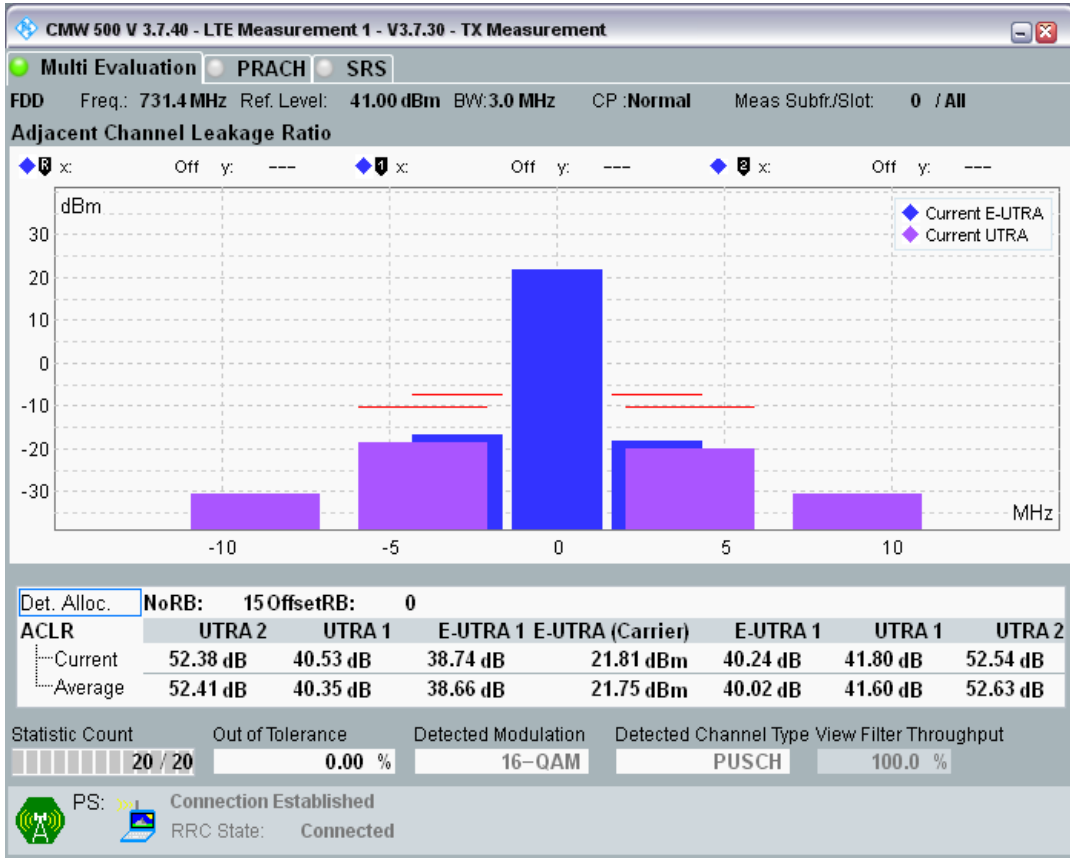 CMW 500 V 3.7.40 - LTE Measurement 1 - V3.7.30 - TX Measurement
Multi Evaluation PRACH SRS
FDD Freq.: 731.4 MHz Ref. Level: 41.00 dBm BW: 3.0 MHz CP :Normal Meas Subfr./Slot: 0 / All
Adjacent Channel Leakage Ratio
R x: Off y: --- 1 x: Off y: --- 2 x: Off y: ---
dBm
Current E-UTRA
Current UTRA
30
20
10
0
-10
-20
-30
MHz
-10 -5 0 5 10
Det. Alloc. NoRB: 15 OffsetRB: 0
ACLR UTRA 2 UTRA 1 E-UTRA 1 E-UTRA (Carrier) E-UTRA 1 UTRA 1 UTRA 2
Current 52.38 dB 40.53 dB 38.74 dB 21.81 dBm 40.24 dB 41.80 dB 52.54 dB
Average 52.41 dB 40.35 dB 38.66 dB 21.75 dBm 40.02 dB 41.60 dB 52.63 dB
Statistic Count Out of Tolerance Detected Modulation Detected Channel Type View Filter Throughput
20 / 20 0.00 % 16-QAM PUSCH 100.0 %
PS: Connection Established
RRC State: Connected